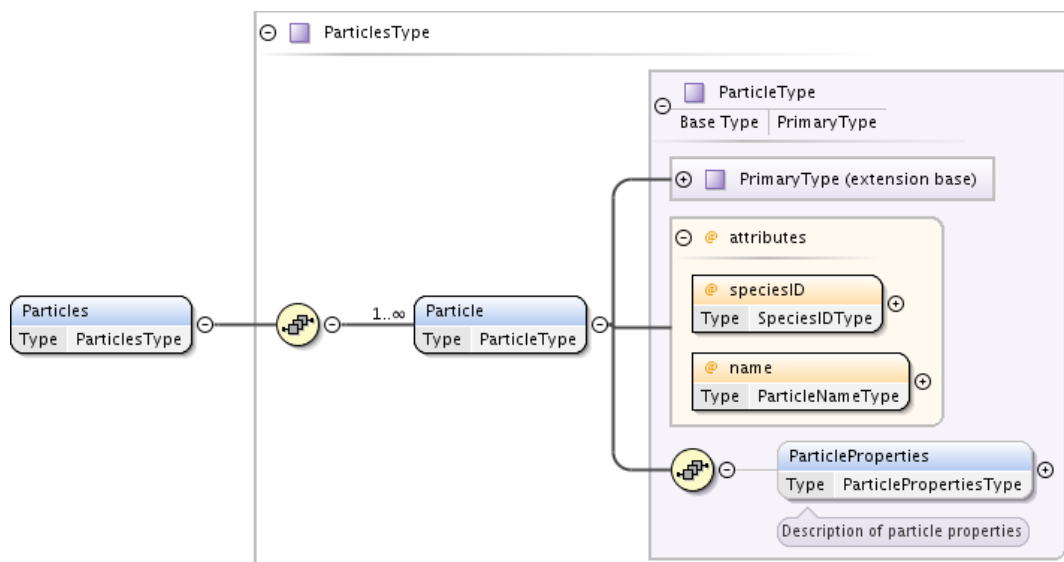 ParticlesType
ParticleType
Base Type PrimaryType
PrimaryType (extension base)
@ attributes
@ speciesID
Type SpeciesIDType
@ name
Type ParticleNameType
Particles
Type ParticlesType
1..∞
Particle
Type ParticleType
ParticleProperties
Type ParticlePropertiesType
Description of particle properties